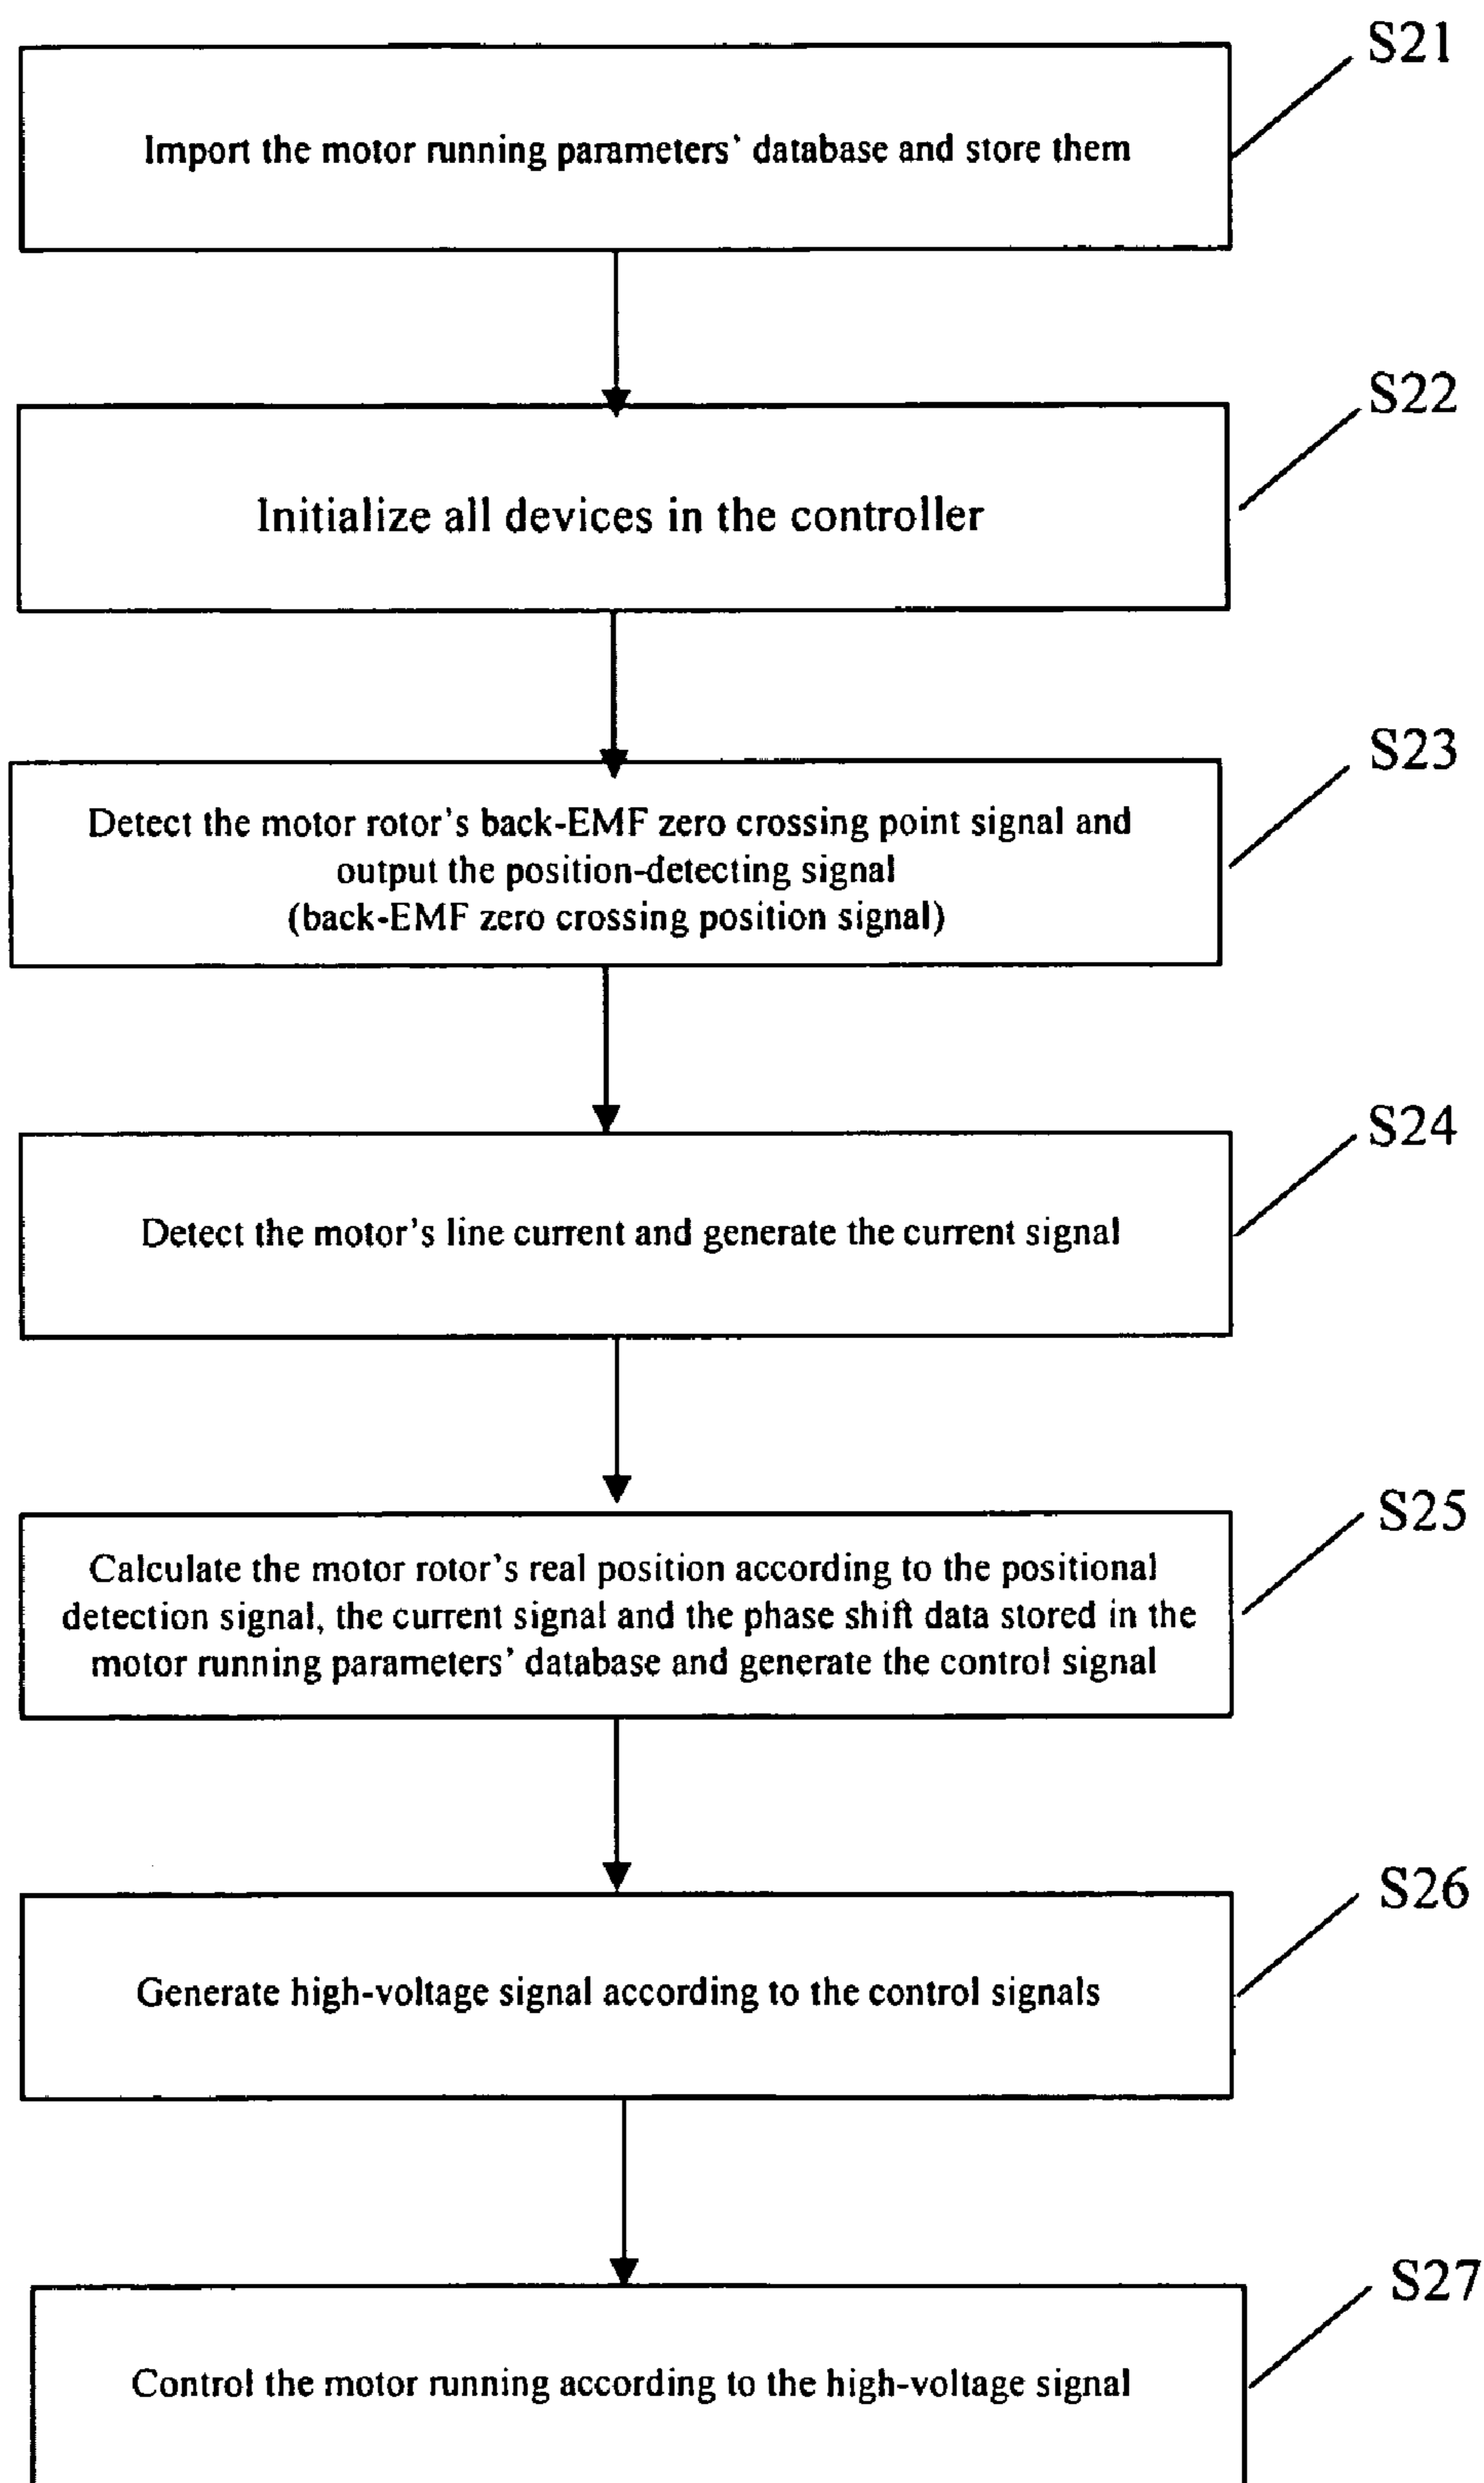 S21
Import the motor running parameters' database and store them
S22
Initialize all devices in the controller
S23
Detect the motor rotor's back-EMF zero crossing point signal and
output the position-detecting signal
(back-EMF zero crossing position signal)
S24
Detect the motor's line current and generate the current signal
S25
Calculate the motor rotor's real position according to the positional
detection signal, the current signal and the phase shift data stored in the
motor running parameters' database and generate the control signal
S26
Generate high-voltage signal according to the control signals
S27
Control the motor running according to the high-voltage signal